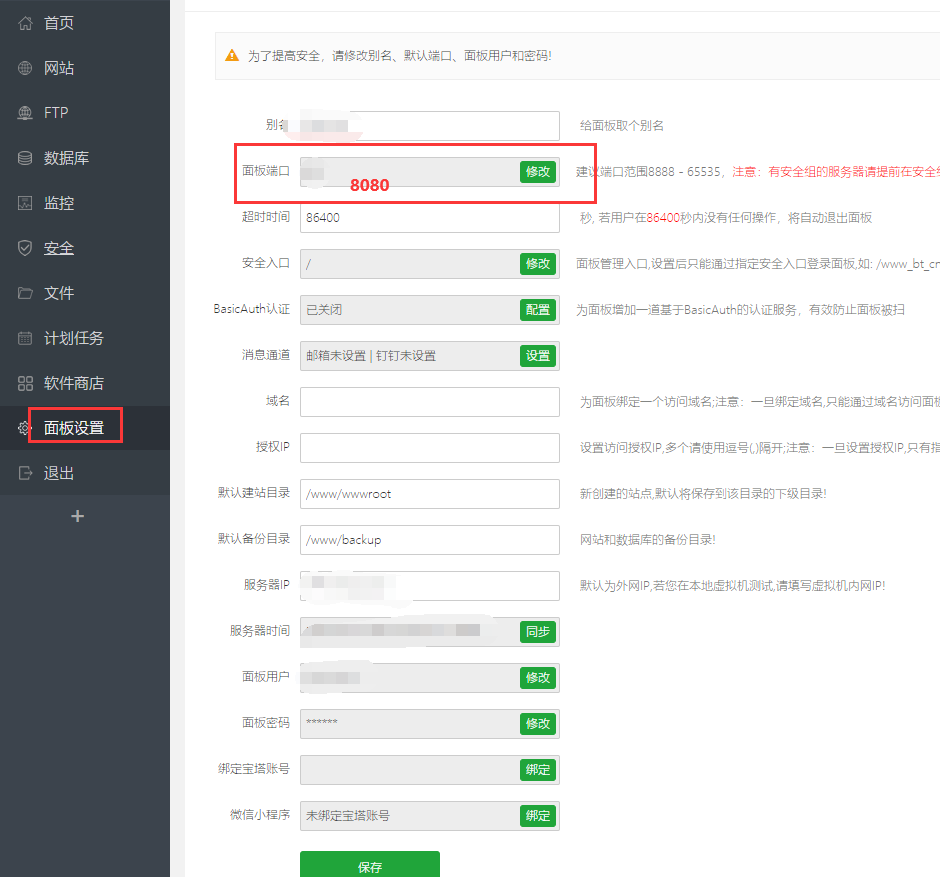 首页
网站
FTP
数据库
监控
安全
文件
计划任务
软件商店
面板设置
退出
为了提高安全，请修改别名、默认端口、面板用户和密码!
别名 给面板取个别名
面板端口 8080 修改 建议端口范围8888 - 65535，注意：有安全组的服务器请提前在安全
超时时间 86400 秒, 若用户在86400秒内没有任何操作，将自动退出面板
安全入口 / 修改 面板管理入口,设置后只能通过指定安全入口登录面板,如: /www_bt_cn
BasicAuth认证 已关闭 配置 为面板增加一道基于BasicAuth的认证服务，有效防止面板被扫
消息通道 邮箱未设置 | 钉钉未设置 设置
域名 为面板绑定一个访问域名;注意：一旦绑定域名,只能通过域名访问面板
授权IP 设置访问授权IP,多个请使用逗号(,)隔开;注意：一旦设置授权IP,只有指
默认建站目录 /www/wwwroot 新创建的站点,默认将保存到该目录的下级目录!
默认备份目录 /www/backup 网站和数据库的备份目录!
服务器IP 默认为外网IP,若您在本地虚拟机测试,请填写虚拟机内网IP!
服务器时间 同步
面板用户 修改
面板密码 ****** 修改
绑定宝塔账号 绑定
微信小程序 未绑定宝塔账号 绑定
保存